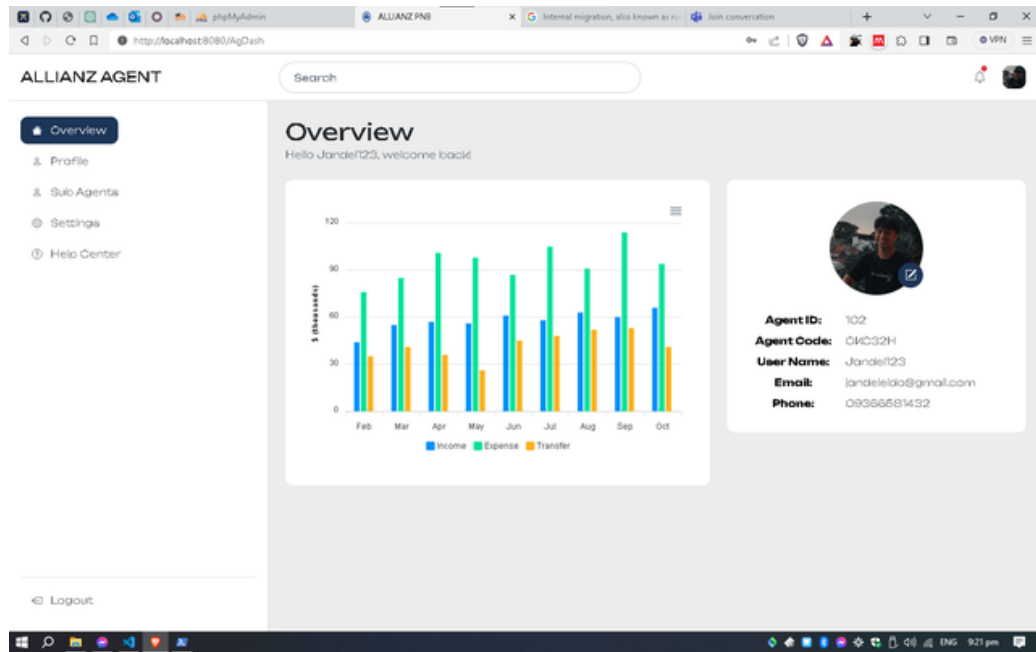 phpMyAdmin
ALLIANZ PNB
Internal migration, also known as ru
Join conversation
http://localhost:8080/AgDash
VPN
ALLIANZ AGENT
Search
Overview
Profile
Sub Agents
Settings
Help Center
Logout
Overview
Hello Jandel123, welcome back!
120
90
60
30
0
$ (thousands)
Feb Mar Apr May Jun Jul Aug Sep Oct
Income Expense Transfer
Agent ID: 102
Agent Code:
User Name: Jandel123
Email: jandeleldo@gmail.com
Phone: 09366581432
ENG 9:21 pm